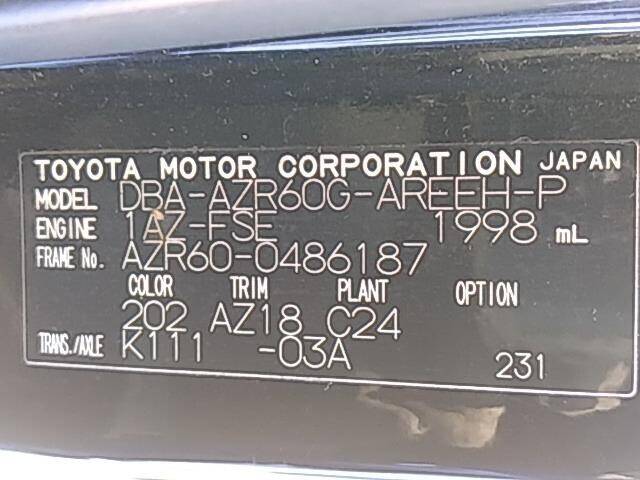 TOYOTA MOTOR CORPORATION JAPAN
MODEL DBA-AZR60G-AREEH-P
ENGINE 1AZ-FSE 1998 mL
FRAME No. AZR60-0486187
COLOR TRIM PLANT OPTION
202 AZ18 C24
TRANS./AXLE K111 -03A
231